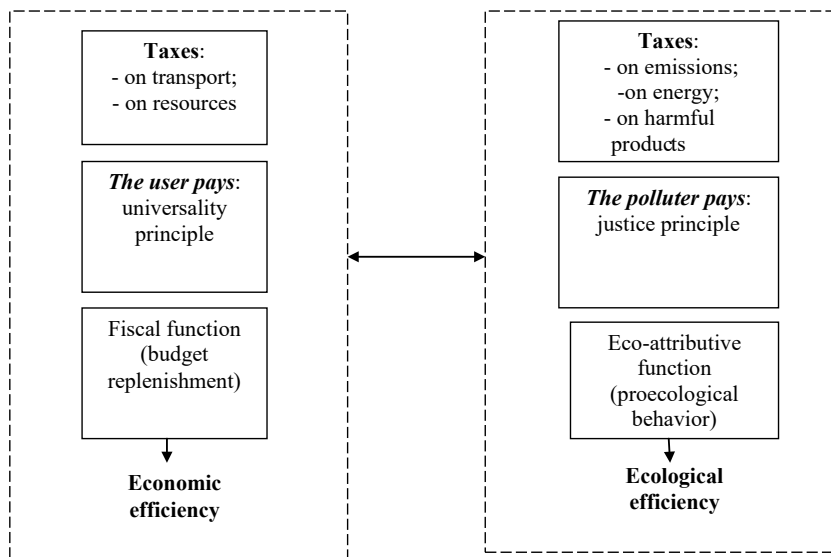 Taxes:
- on transport;
- on resources
The user pays:
universality
principle
Fiscal function
(budget
replenishment)
Economic
efficiency
Taxes:
- on emissions;
-on energy;
- on harmful
products
The polluter pays:
justice principle
Eco-attributive
function
(proecological
behavior)
Ecological
efficiency